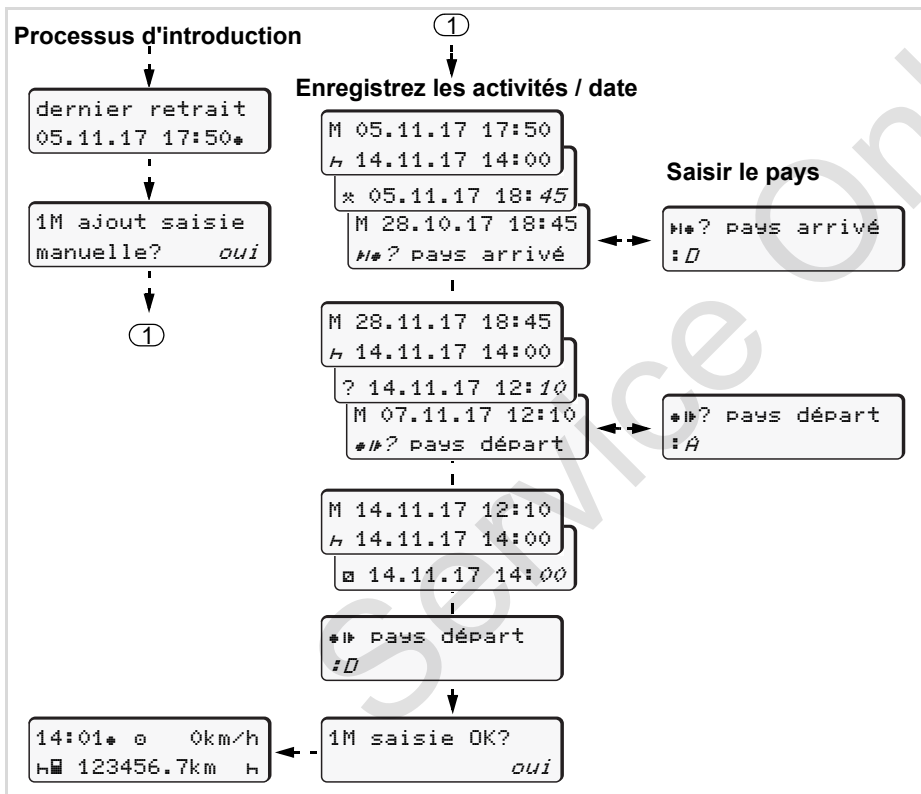 Processus d'introduction
dernier retrait
05.11.17 17:50
1M ajout saisie
manuelle? oui
1
1
Enregistrez les activités / date
M 05.11.17 17:50
14.11.17 14:00
05.11.17 18:45
M 28.10.17 18:45
? pays arrivé
Saisir le pays
? pays arrivé
:D
M 28.11.17 18:45
14.11.17 14:00
? 14.11.17 12:10
M 07.11.17 12:10
? pays départ
? pays départ
:A
M 14.11.17 12:10
14.11.17 14:00
14.11.17 14:00
pays départ
:D
1M saisie OK?
oui
14:01 0km/h
123456.7km
Service On